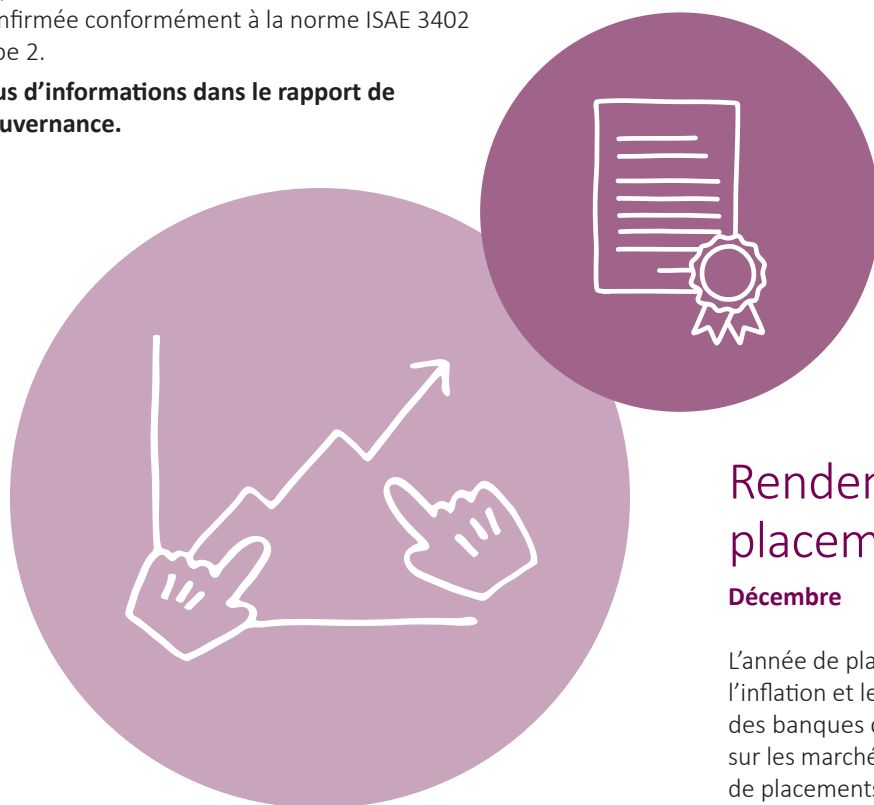 nfirmée conformément à la norme ISAE 3402
pe 2.
us d’informations dans le rapport de
uvernance.
Render
placem
Décembre
L’année de pla
l’inflation et le
des banques
sur les marché
de placements